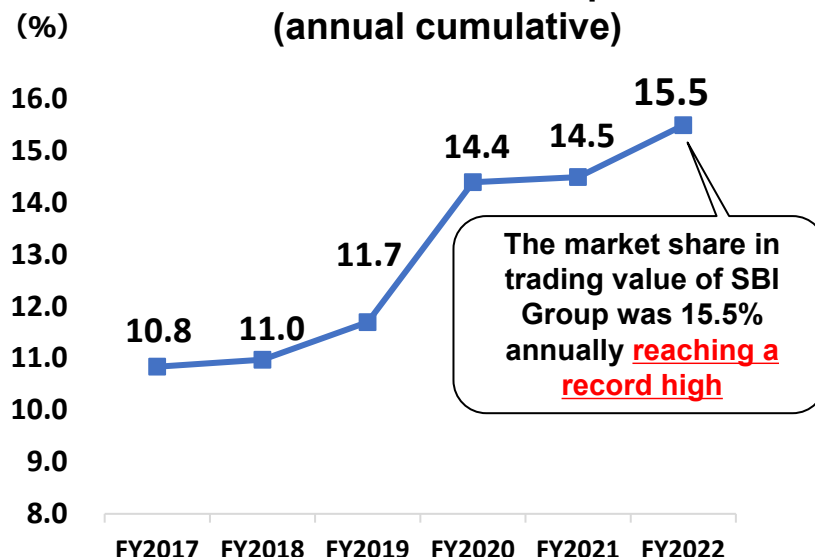 (%)
(annual cumulative)
16.0
15.0
14.0
13.0
12.0
11.0
10.0
9.0
8.0
10.8
11.0
11.7
14.4
14.5
15.5
The market share in
trading value of SBI
Group was 15.5%
annually reaching a
record high
FY2017 FY2018 FY2019 FY2020 FY2021 FY2022